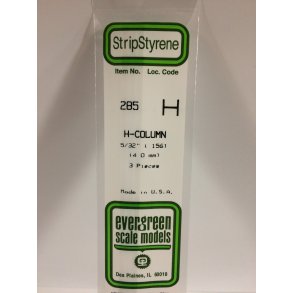 StripStyrene
Item No. Loc. Code
285 H
H-COLUMN
5/32" (.156)
(4.0 mm)
3 Pieces
Made in U.S.A.
evergreen
scale models
Des Plaines, IL 60018